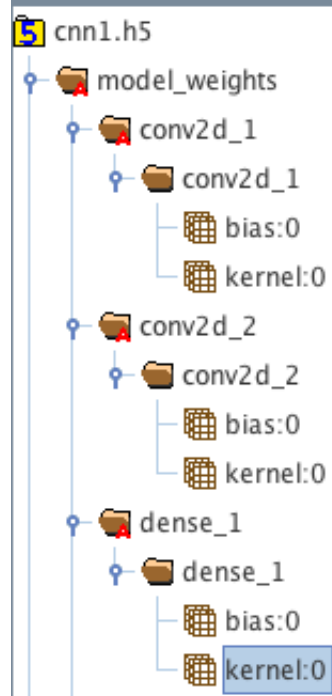 cnn1.h5
model_weights
conv2d_1
conv2d_1
bias:0
kernel:0
conv2d_2
conv2d_2
bias:0
kernel:0
dense_1
dense_1
bias:0
kernel:0